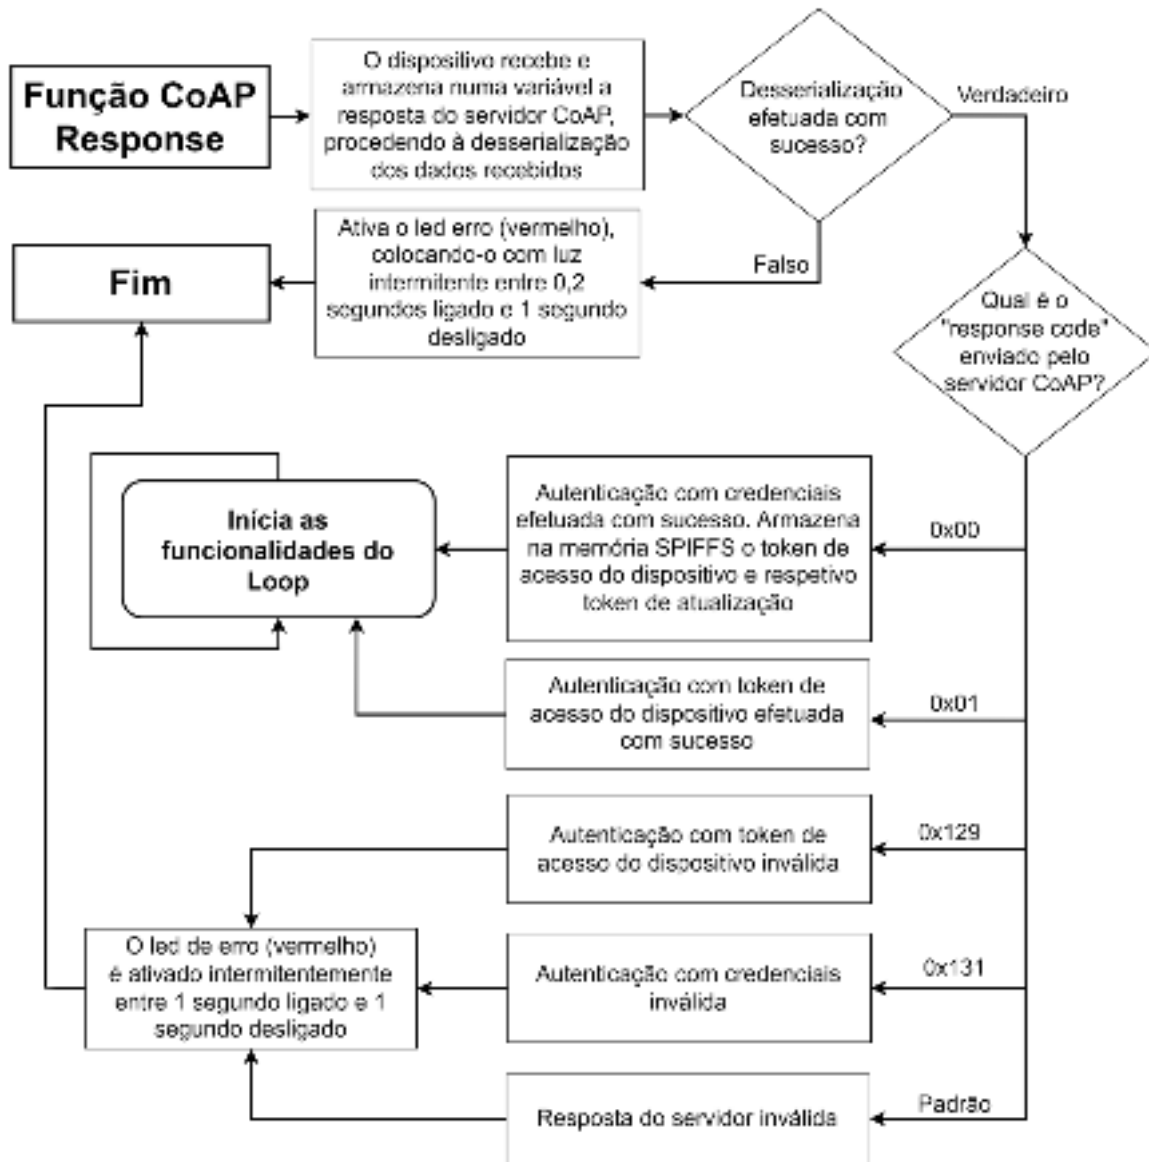 Função CoAP
Response
O dispositivo recebe e
armazena numa variável a
resposta do servidor CoAP,
procedendo à desserialização
dos dados recebidos
Desserialização
efetuada com
sucesso?
Verdadeiro
Falso
Ativa o led erro (vermelho),
colocando-o com luz
intermitente entre 0,2
segundos ligado e 1 segundo
desligado
Fim
Qual é o
"response code"
enviado pelo
servidor CoAP?
0x00
Autenticação com credenciais
efetuada com sucesso. Armazena
na memória SPIFFS o token de
acesso do dispositivo e respetivo
token de atualização
Inícia as
funcionalidades do
Loop
0x01
Autenticação com token de
acesso do dispositivo efetuada
com sucesso
0x129
Autenticação com token de
acesso do dispositivo inválida
0x131
Autenticação com credenciais
inválida
O led de erro (vermelho)
é ativado intermitentemente
entre 1 segundo ligado e 1
segundo desligado
Padrão
Resposta do servidor inválida